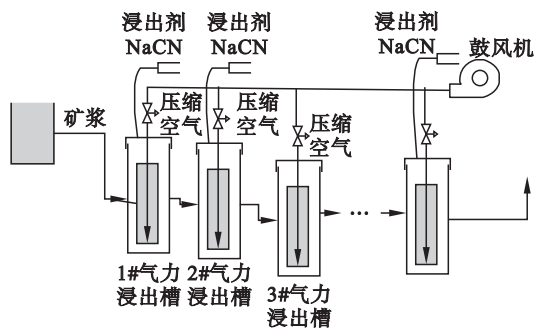 浸出剂
NaCN
浸出剂
NaCN
浸出剂
NaCN
鼓风机
矿浆
压缩
空气
压缩
空气
压缩
空气
...
1#气力
浸出槽
2#气力
浸出槽
3#气力
浸出槽